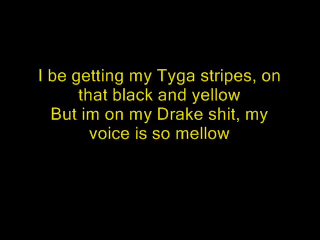 I be getting my Tyga stripes, on
that black and yellow
But im on my Drake shit, my
voice is so mellow